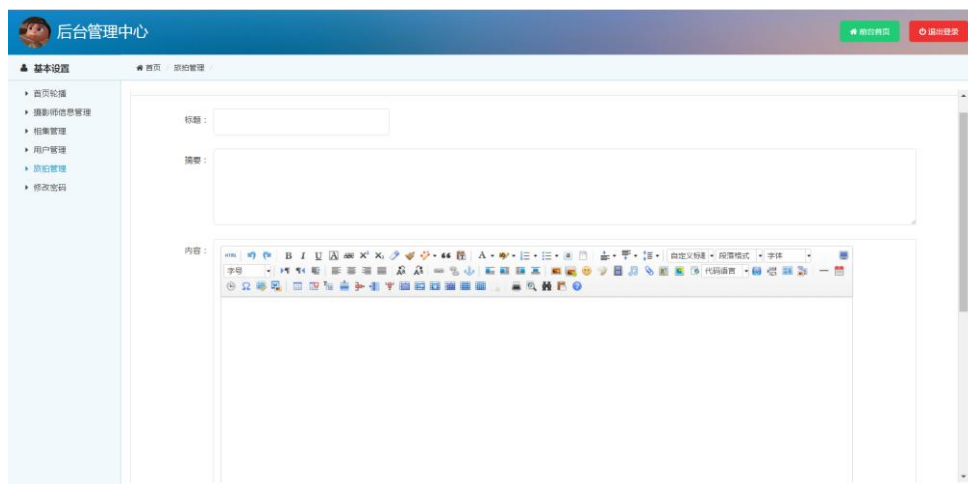 后台管理中心
前台首页
退出登录
基本设置
首页 / 旅拍管理 /
首页轮播
摄影师信息管理
相集管理
用户管理
旅拍管理
修改密码
标题：
摘要：
内容：
HTML
自定义标题
段落格式
字体
字号
代码语言